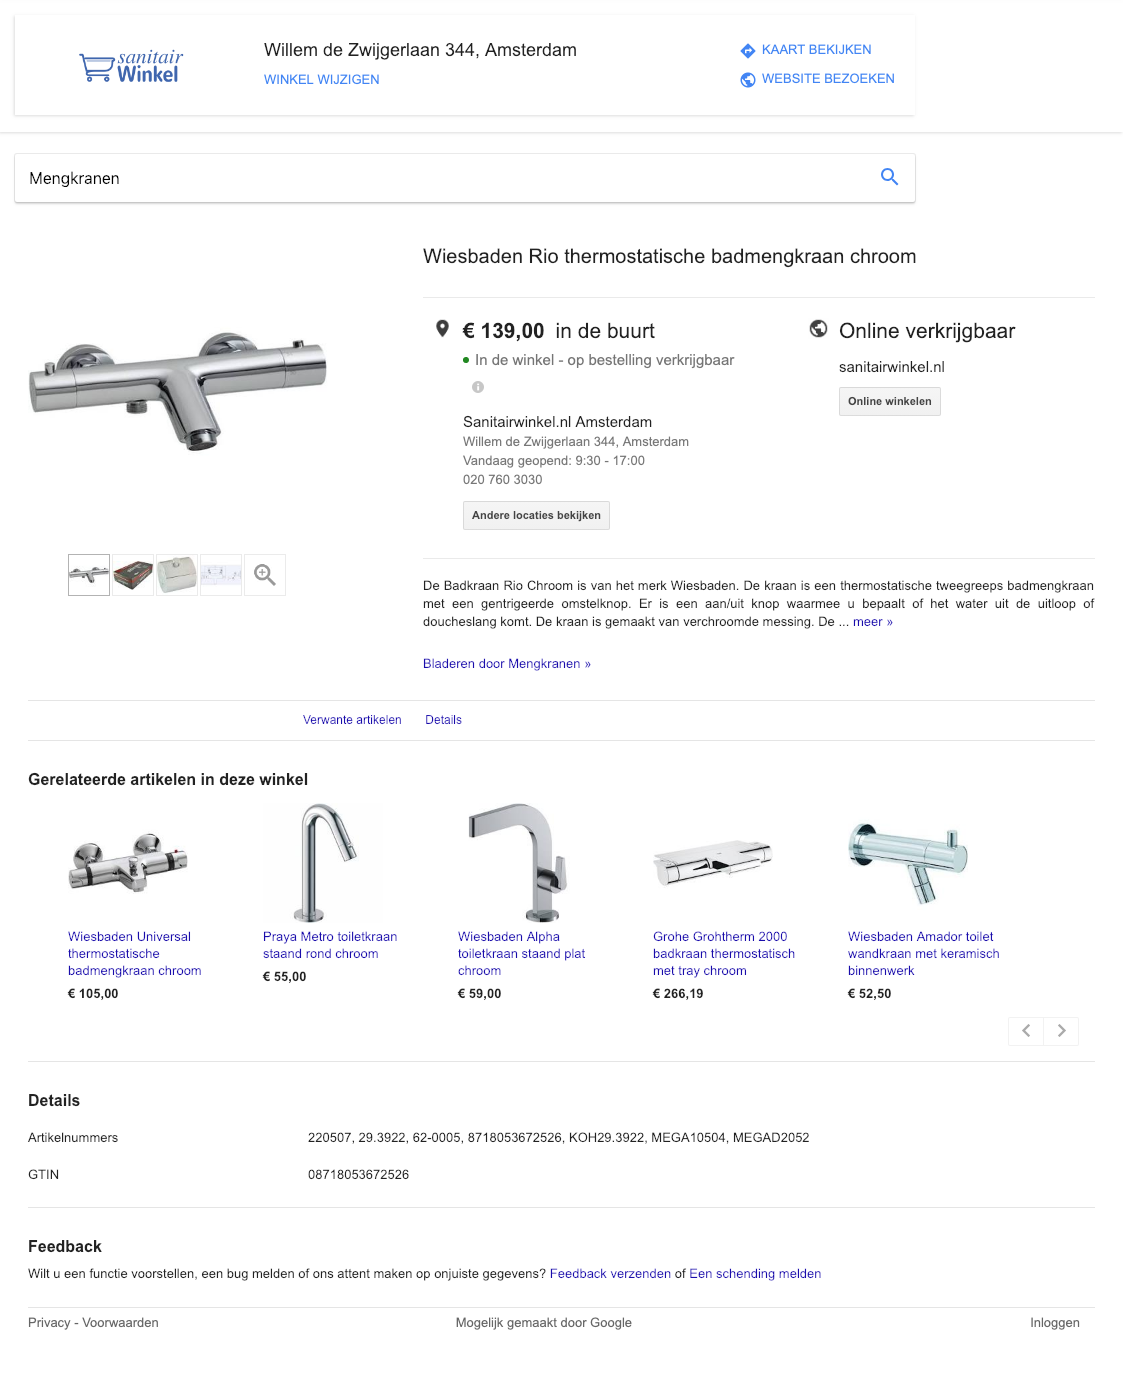 sanitair
Winkel
Willem de Zwijgerlaan 344, Amsterdam
WINKEL WIJZIGEN
KAART BEKIJKEN
WEBSITE BEZOEKEN
Mengkranen
Wiesbaden Rio thermostatische badmengkraan chroom
€ 139,00 in de buurt
In de winkel - op bestelling verkrijgbaar
Sanitairwinkel.nl Amsterdam
Willem de Zwijgerlaan 344, Amsterdam
Vandaag geopend: 9:30 - 17:00
020 760 3030
Andere locaties bekijken
Online verkrijgbaar
sanitairwinkel.nl
Online winkelen
De Badkraan Rio Chroom is van het merk Wiesbaden. De kraan is een thermostatische tweegreeps badmengkraan
met een gentrigeerde omstelknop. Er is een aan/uit knop waarmee u bepaalt of het water uit de uitloop of
doucheslang komt. De kraan is gemaakt van verchroomde messing. De ... meer »
Bladeren door Mengkranen »
Verwante artikelen Details
Gerelateerde artikelen in deze winkel
Wiesbaden Universal
thermostatische
badmengkraan chroom
€ 105,00
Praya Metro toiletkraan
staand rond chroom
€ 55,00
Wiesbaden Alpha
toiletkraan staand plat
chroom
€ 59,00
Grohe Grohtherm 2000
badkraan thermostatisch
met tray chroom
€ 266,19
Wiesbaden Amador toilet
wandkraan met keramisch
binnenwerk
€ 52,50
Details
Artikelnummers 220507, 29.3922, 62-0005, 8718053672526, KOH29.3922, MEGA10504, MEGAD2052
GTIN 08718053672526
Feedback
Wilt u een functie voorstellen, een bug melden of ons attent maken op onjuiste gegevens? Feedback verzenden of Een schending melden
Privacy - Voorwaarden Mogelijk gemaakt door Google Inloggen